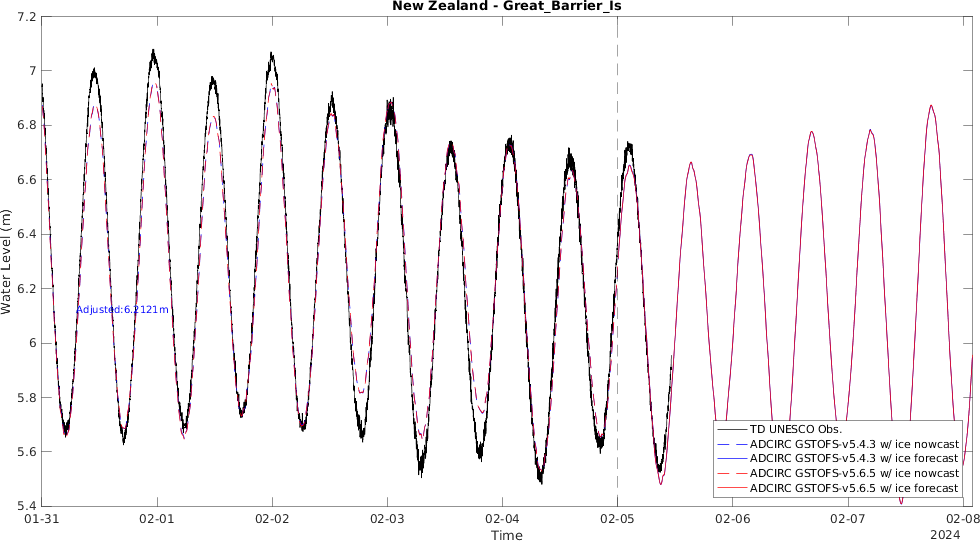 New Zealand - Great_Barrier_Is
7.2
7
6.8
6.6
6.4
6.2
6
5.8
5.6
5.4
Water Level (m)
Adjusted:6.2121m
TD UNESCO Obs.
ADCIRC GSTOFS-v5.4.3 w/ ice nowcast
ADCIRC GSTOFS-v5.4.3 w/ ice forecast
ADCIRC GSTOFS-v5.6.5 w/ ice nowcast
ADCIRC GSTOFS-v5.6.5 w/ ice forecast
01-31 02-01 02-02 02-03 02-04 02-05 02-06 02-07 02-08
Time 2024